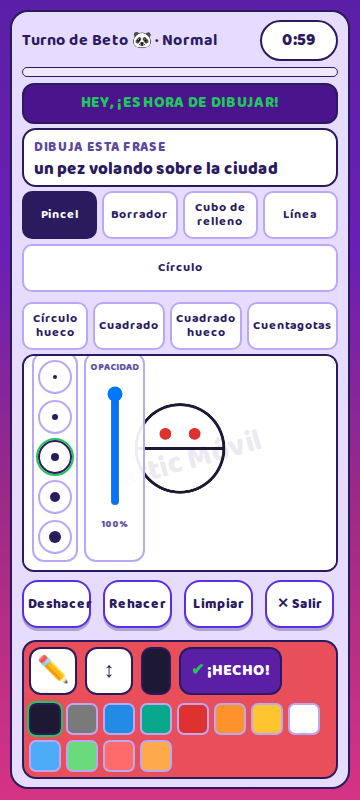 Turno de Beto 🐼 · Normal
0:59
HEY, ¡ES HORA DE DIBUJAR!
DIBUJA ESTA FRASE
un pez volando sobre la ciudad
Pincel
Borrador
Cubo de
relleno
Línea
Círculo
Círculo
hueco
Cuadrado
Cuadrado
hueco
Cuentagotas
OPACIDAD
100%
tic Móvil
Deshacer
Rehacer
Limpiar
✕ Salir
✔ ¡HECHO!